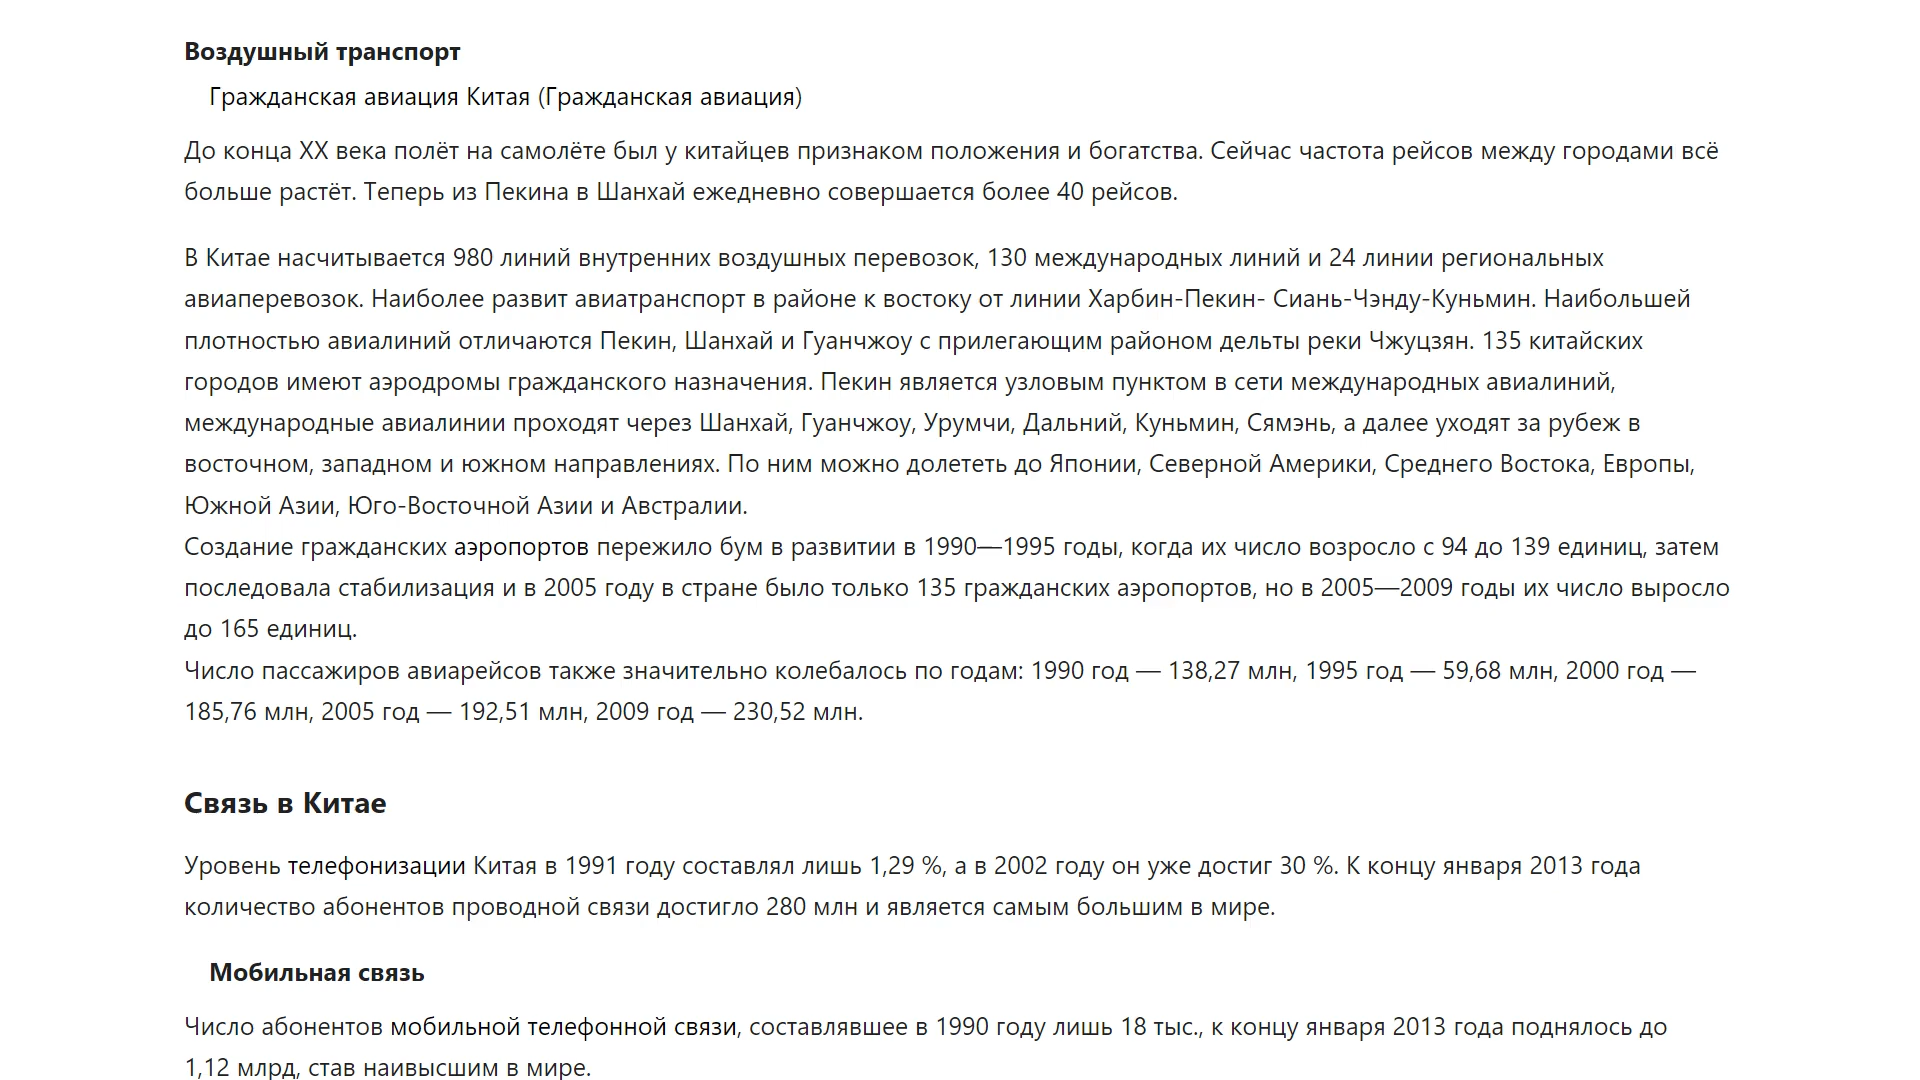 Воздушный транспорт
Гражданская авиация Китая (Гражданская авиация)
До конца XX века полёт на самолёте был у китайцев признаком положения и богатства. Сейчас частота рейсов между городами всё
больше растёт. Теперь из Пекина в Шанхай ежедневно совершается более 40 рейсов.
В Китае насчитывается 980 линий внутренних воздушных перевозок, 130 международных линий и 24 линии региональных
авиаперевозок. Наиболее развит авиатранспорт в районе к востоку от линии Харбин-Пекин- Сиань-Чэнду-Куньмин. Наибольшей
плотностью авиалиний отличаются Пекин, Шанхай и Гуанчжоу с прилегающим районом дельты реки Чжуцзян. 135 китайских
городов имеют аэродромы гражданского назначения. Пекин является узловым пунктом в сети международных авиалиний,
международные авиалинии проходят через Шанхай, Гуанчжоу, Урумчи, Дальний, Куньмин, Сямэнь, а далее уходят за рубеж в
восточном, западном и южном направлениях. По ним можно долететь до Японии, Северной Америки, Среднего Востока, Европы,
Южной Азии, Юго-Восточной Азии и Австралии.
Создание гражданских аэропортов пережило бум в развитии в 1990—1995 годы, когда их число возросло с 94 до 139 единиц, затем
последовала стабилизация и в 2005 году в стране было только 135 гражданских аэропортов, но в 2005—2009 годы их число выросло
до 165 единиц.
Число пассажиров авиарейсов также значительно колебалось по годам: 1990 год — 138,27 млн, 1995 год — 59,68 млн, 2000 год —
185,76 млн, 2005 год — 192,51 млн, 2009 год — 230,52 млн.
Связь в Китае
Уровень телефонизации Китая в 1991 году составлял лишь 1,29 %, а в 2002 году он уже достиг 30 %. К концу января 2013 года
количество абонентов проводной связи достигло 280 млн и является самым большим в мире.
Мобильная связь
Число абонентов мобильной телефонной связи, составлявшее в 1990 году лишь 18 тыс., к концу января 2013 года поднялось до
1,12 млрд, став наивысшим в мире.